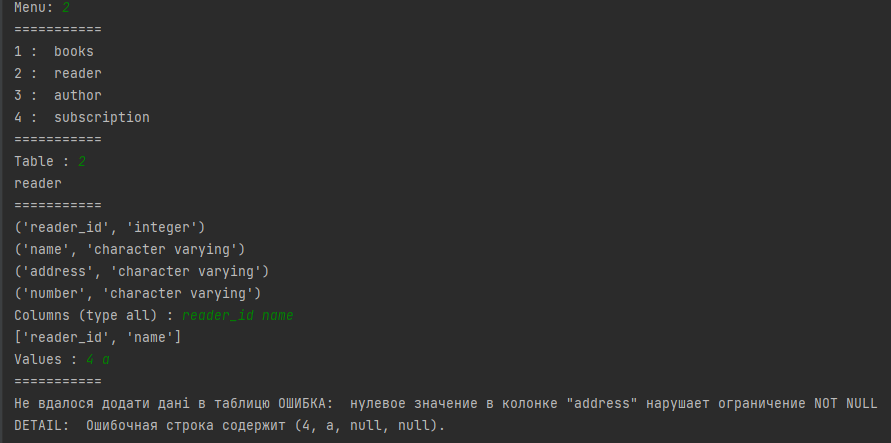 Menu: 2
===========
1 :  books
2 :  reader
3 :  author
4 :  subscription
===========
Table : 2
reader
===========
('reader_id', 'integer')
('name', 'character varying')
('address', 'character varying')
('number', 'character varying')
Columns (type all) : reader_id name
['reader_id', 'name']
Values : 4 a
===========
Не вдалося додати дані в таблицю ОШИБКА:  нулевое значение в колонке "address" нарушает ограничение NOT NULL
DETAIL:  Ошибочная строка содержит (4, a, null, null).